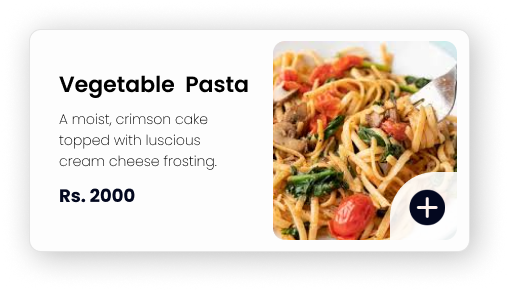 Vegetable Pasta
A moist, crimson cake
topped with luscious
cream cheese frosting.
Rs. 2000